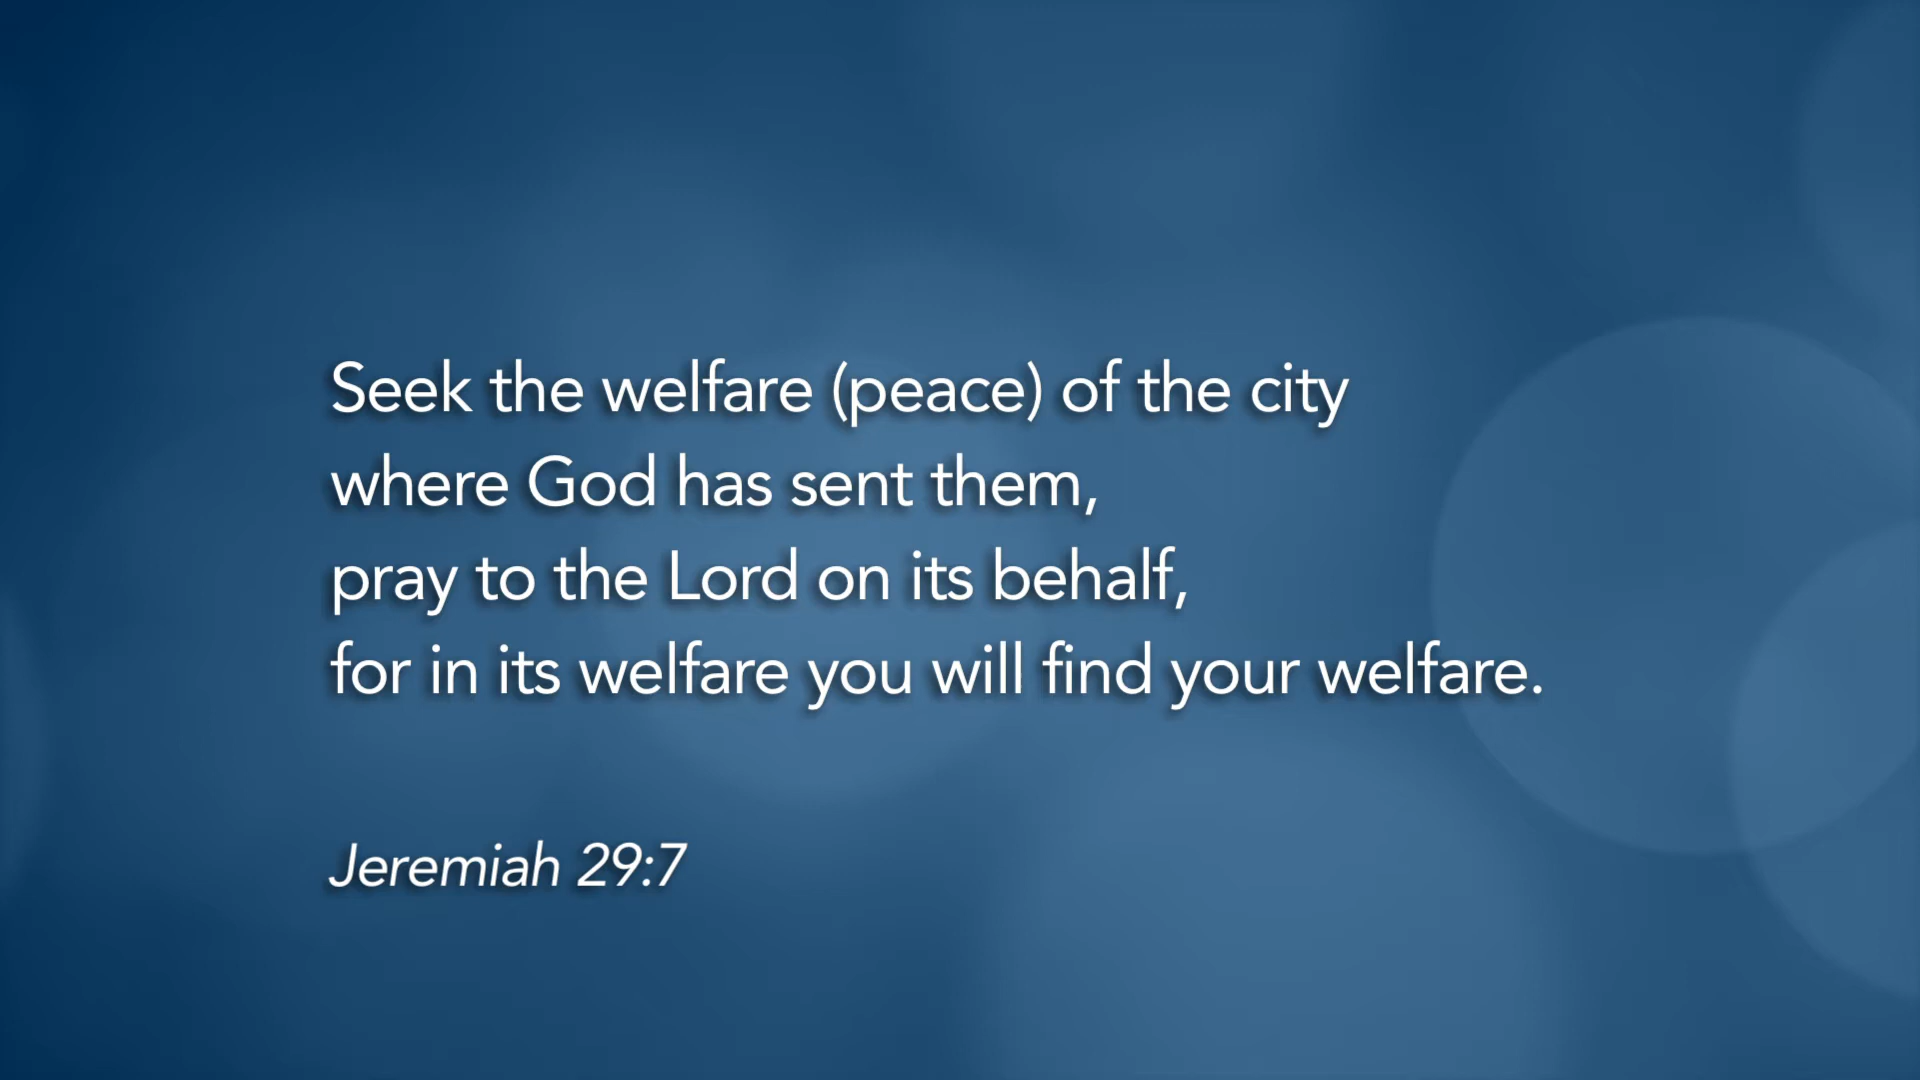 Seek the welfare (peace) of the city
where God has sent them,
pray to the Lord on its behalf,
for in its welfare you will find your welfare.
Jeremiah 29:7